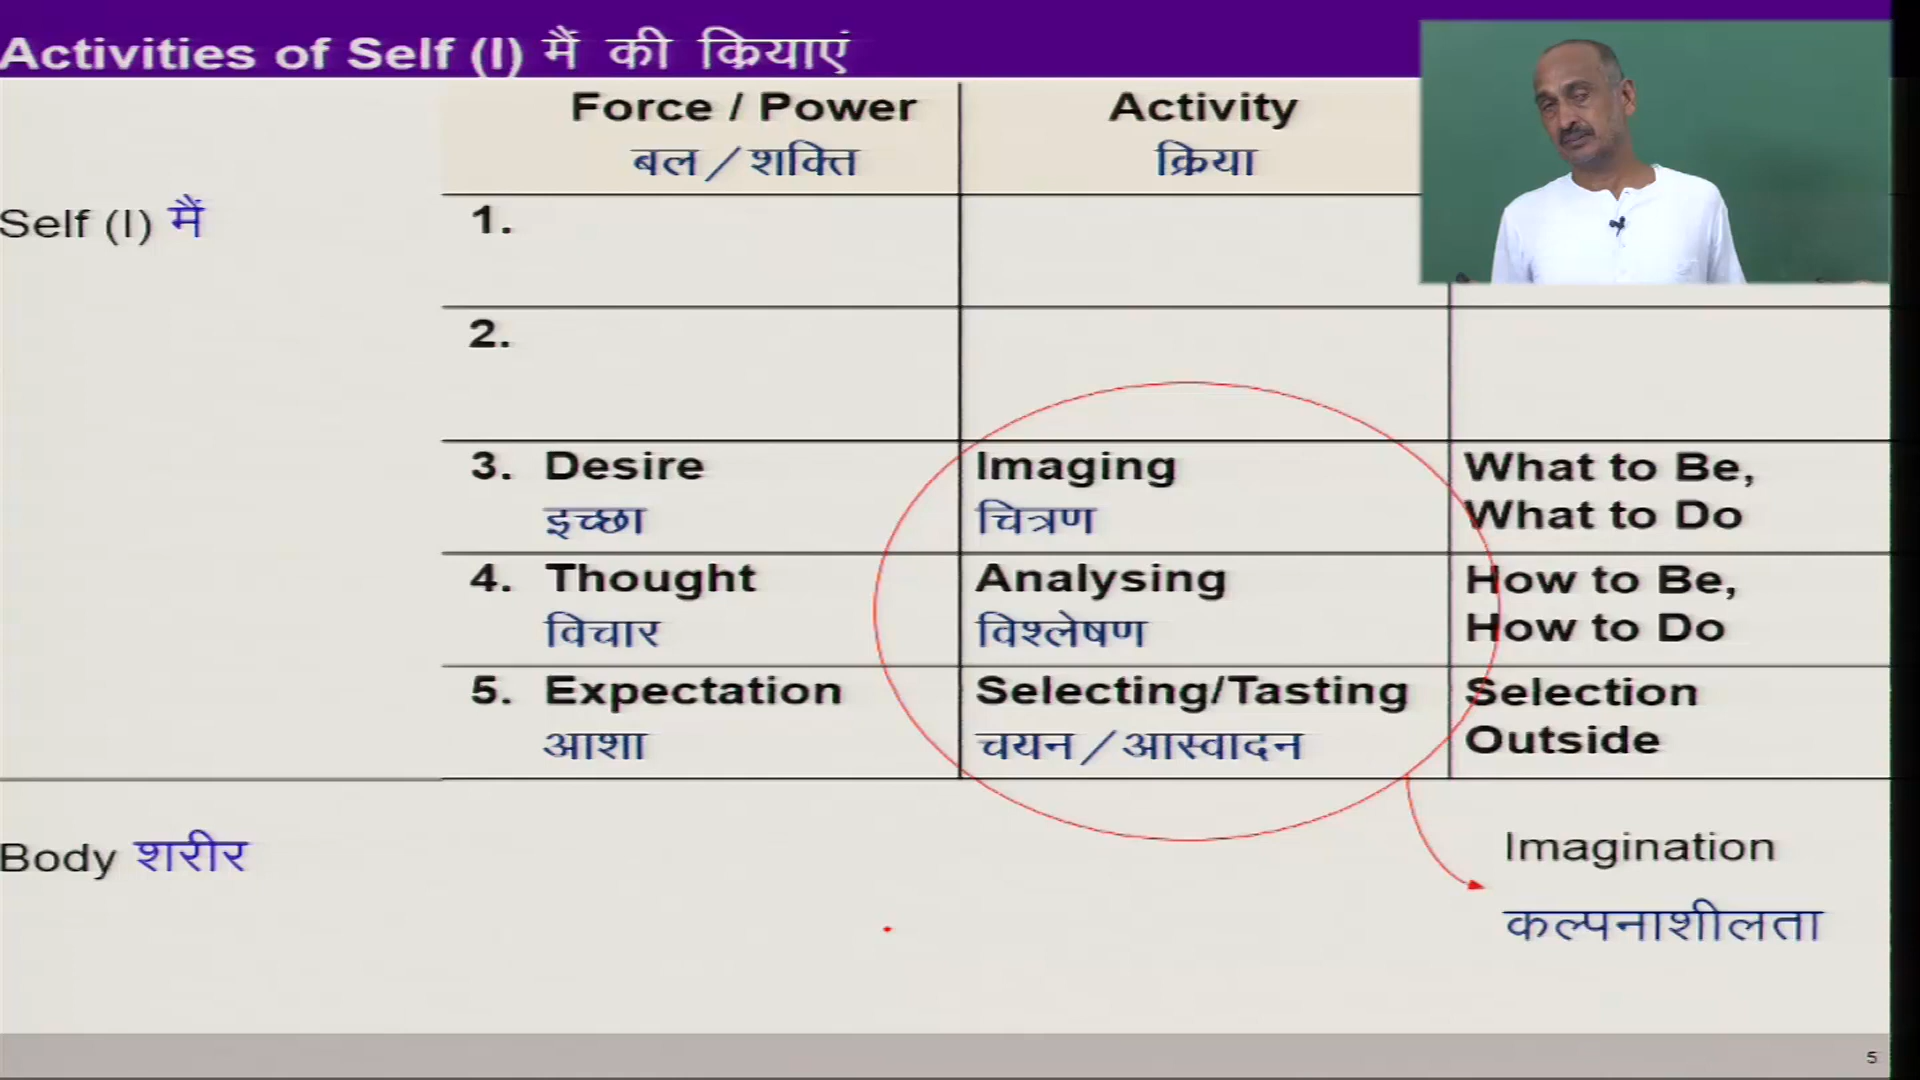 Activities of Self (I) मैं की कियाएं
Force / Power
Activity
बल/शक्ति
क्रिया
Self (I) मैं
1.
2.
3. Desire
इच्छा
Imaging
चित्रण
What to Be,
What to Do
4. Thought
विचार
Analysing
विश्लेषण
How to Be,
How to Do
5. Expectation
आशा
Selecting/Tasting
चयन/आस्वादन
Selection
Outside
Body शरीर
Imagination
कल्पनाशीलता
5